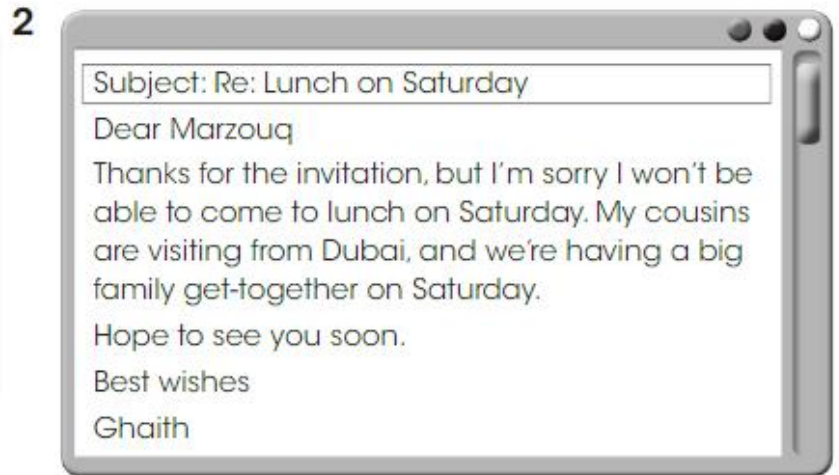 2
Subject: Re: Lunch on Saturday
Dear Marzouq
Thanks for the invitation, but I'm sorry I won't be
able to come to lunch on Saturday. My cousins
are visiting from Dubai, and we're having a big
family get-together on Saturday.
Hope to see you soon.
Best wishes
Ghaith